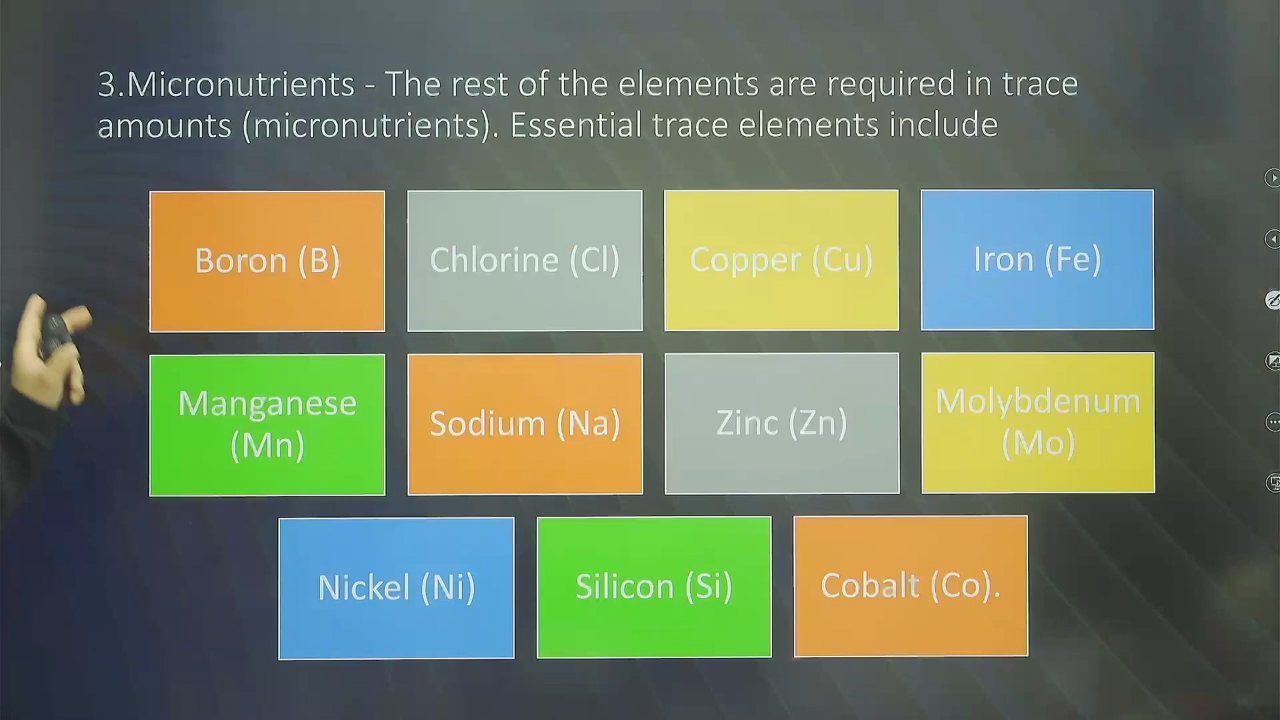 3.Micronutrients - The rest of the elements are required in trace
amounts (micronutrients). Essential trace elements include
Boron (B)
Chlorine (Cl)
Copper (Cu)
Iron (Fe)
Manganese
(Mn)
Sodium (Na)
Zinc (Zn)
Molybdenum
(Mo)
Nickel (Ni)
Silicon (Si)
Cobalt (Co).